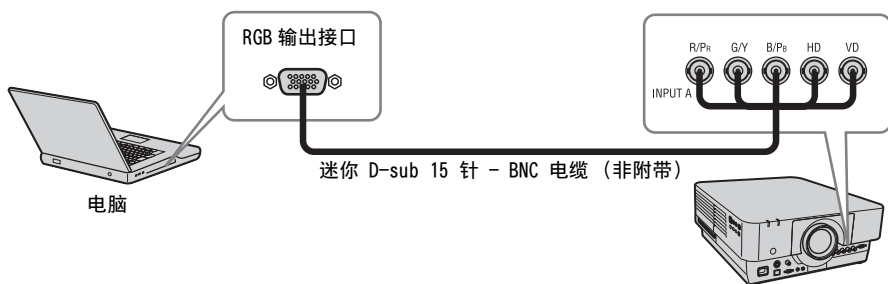 RGB 输出接口
R/PR G/Y B/PB HD VD
INPUT A
迷你 D-sub 15 针 - BNC 电缆 (非附带)
电脑